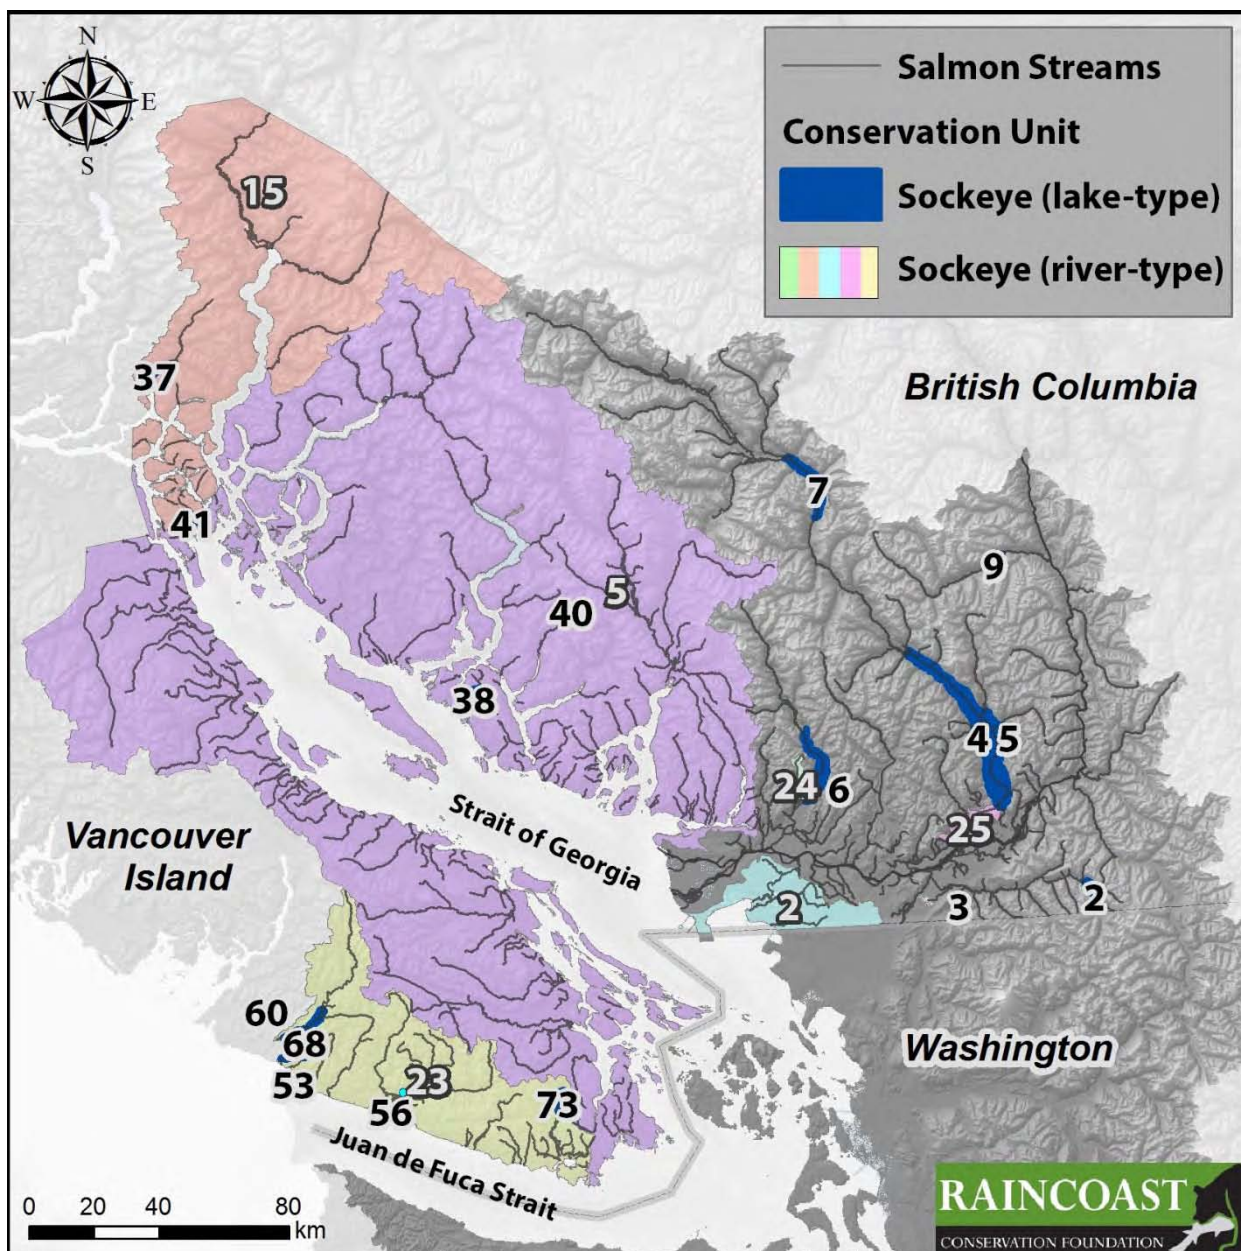 N
W
E
S
Salmon Streams
Conservation Unit
Sockeye (lake-type)
Sockeye (river-type)
15
37
British Columbia
7
41
9
5
40
38
4 5
24
6
Strait of Georgia
25
Vancouver
Island
2
3
2
60
68
Washington
53
23
56
73
Juan de Fuca Strait
0 20 40 80
km
RAINCOAST
CONSERVATION FOUNDATION